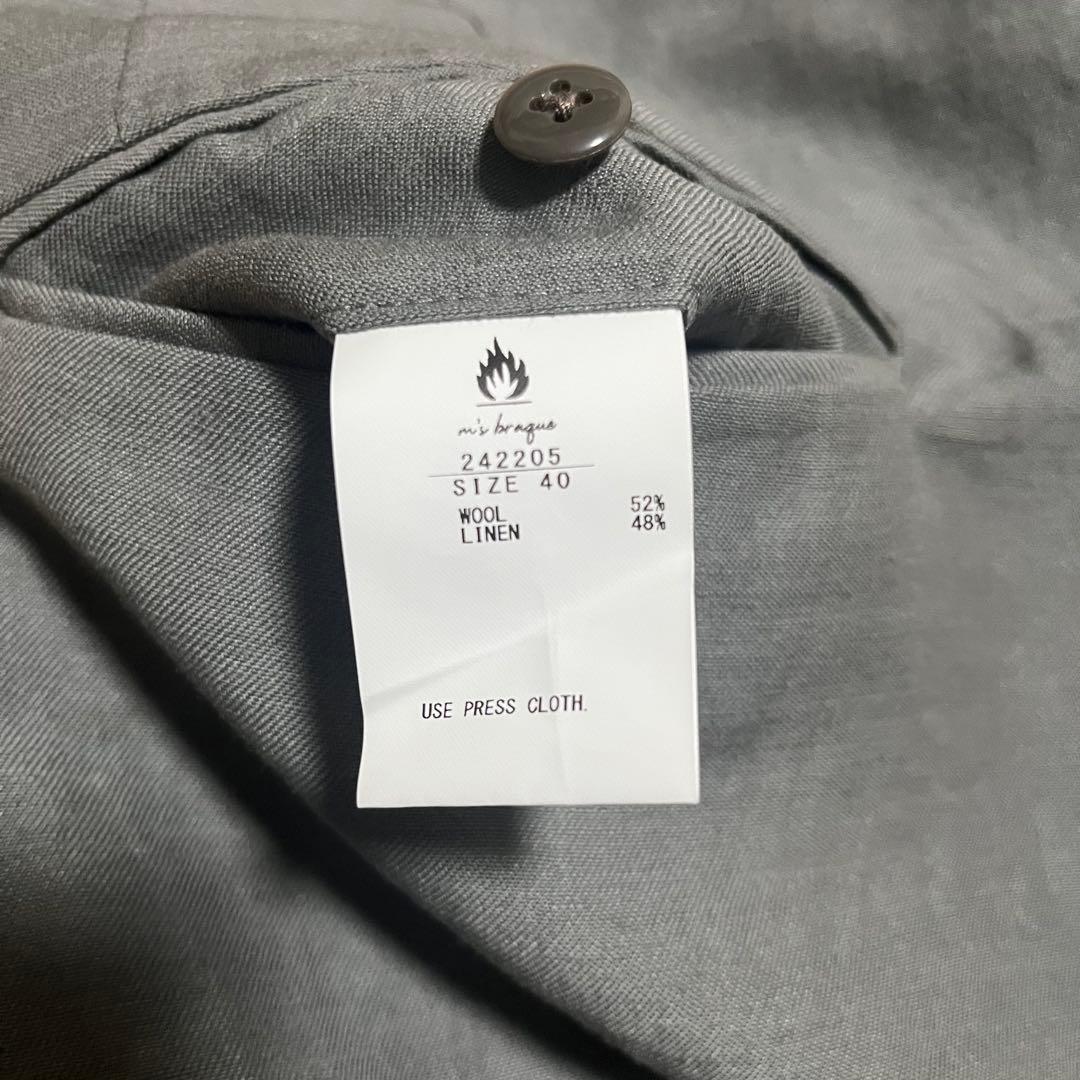 m's braque
242205
SIZE 40
WOOL 52%
LINEN 48%
USE PRESS CLOTH.